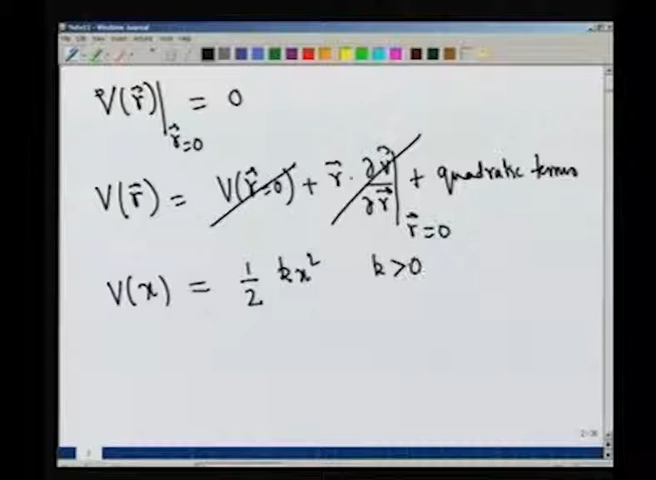 V(r⃗)|r⃗=0 = 0
V(r⃗) = V(r⃗=0) + r⃗ · ∂V⃗/∂r⃗|r⃗=0 + quadratic terms
V(x) = 1/2 kx² k>0